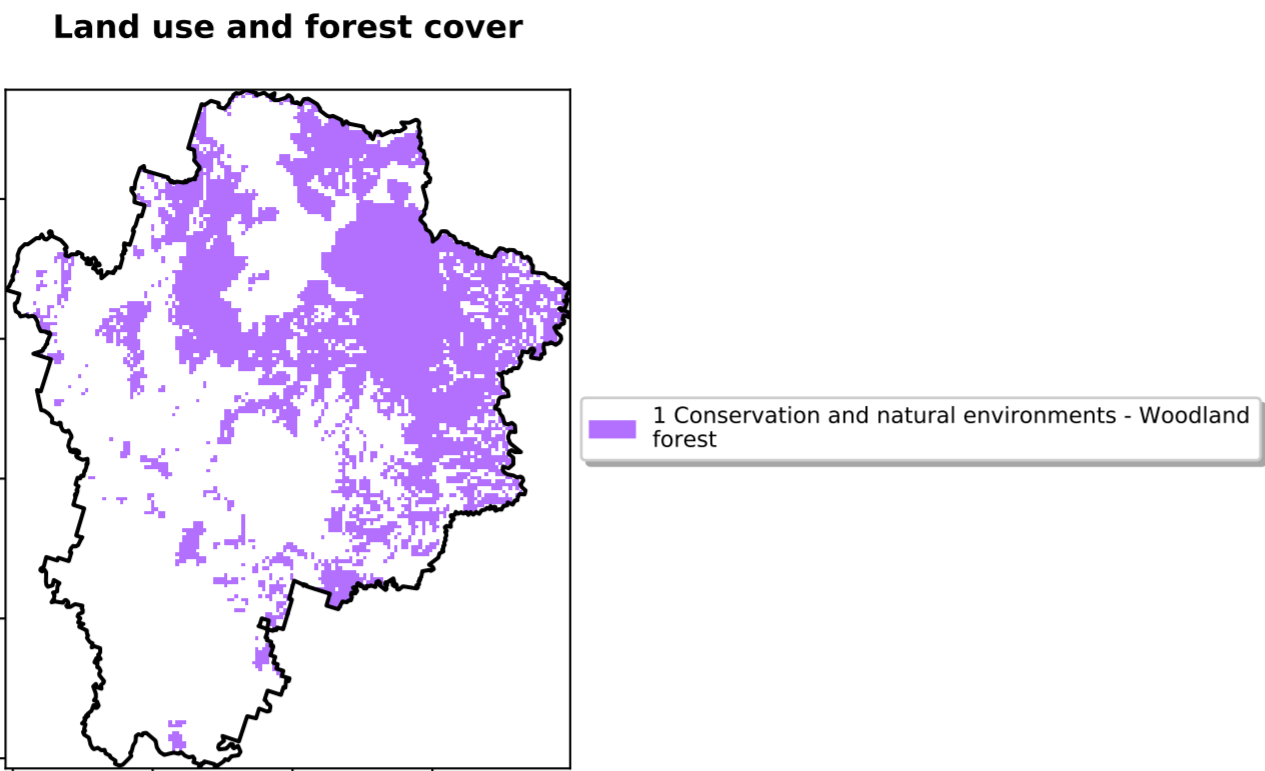 Land use and forest cover
1 Conservation and natural environments - Woodland
forest